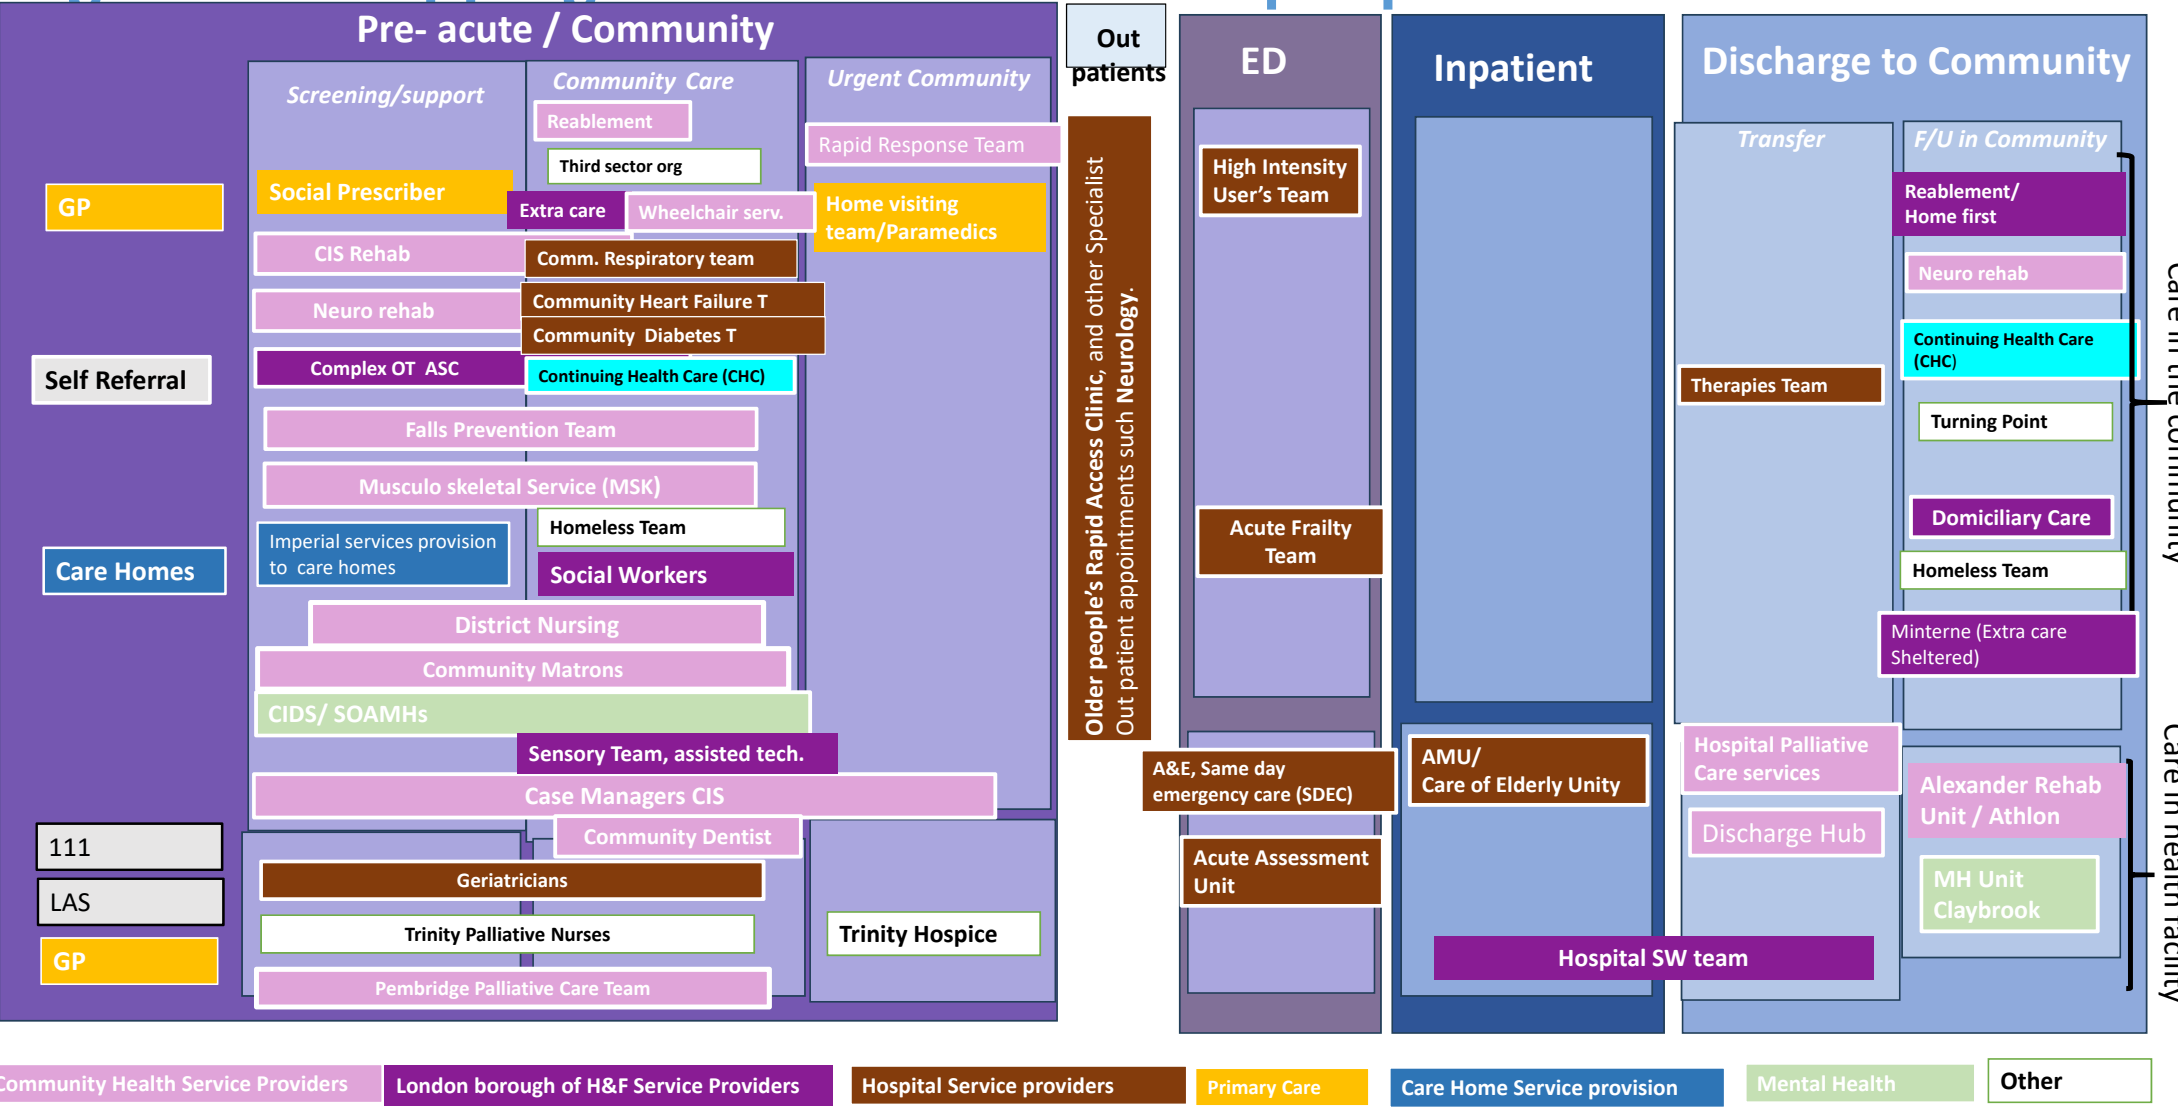 Pre- acute / Community
Out
patients
ED
Inpatient
Discharge to Community
Screening/support
Community Care
Urgent Community
Transfer
F/U in Community
GP
Self Referral
Care Homes
111
LAS
GP
Social Prescriber
CIS Rehab
Neuro rehab
Complex OT ASC
Falls Prevention Team
Musculo skeletal Service (MSK)
Imperial services provision
to care homes
District Nursing
Community Matrons
CIDS/ SOAMHs
Case Managers CIS
Geriatricians
Trinity Palliative Nurses
Pembridge Palliative Care Team
Reablement
Third sector org
Extra care
Wheelchair serv.
Comm. Respiratory team
Community Heart Failure T
Community Diabetes T
Continuing Health Care (CHC)
Homeless Team
Social Workers
Sensory Team, assisted tech.
Community Dentist
Rapid Response Team
Home visiting
team/Paramedics
Trinity Hospice
Older people's Rapid Access Clinic, and other Specialist
Out patient appointments such Neurology.
High Intensity
User's Team
Acute Frailty
Team
A&E, Same day
emergency care (SDEC)
Acute Assessment
Unit
AMU/
Care of Elderly Unity
Hospital SW team
Therapies Team
Hospital Palliative
Care services
Discharge Hub
Reablement/
Home first
Neuro rehab
Continuing Health Care
(CHC)
Turning Point
Domiciliary Care
Homeless Team
Minterne (Extra care
Sheltered)
Alexander Rehab
Unit / Athlon
MH Unit
Claybrook
Care in the community
Care in health facility
Community Health Service Providers
London borough of H&F Service Providers
Hospital Service providers
Primary Care
Care Home Service provision
Mental Health
Other